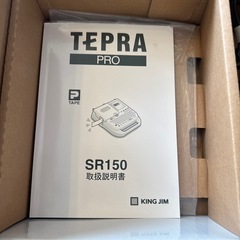 TEPRA
PRO
P
TAPE
SR150
取扱説明書
KING JIM